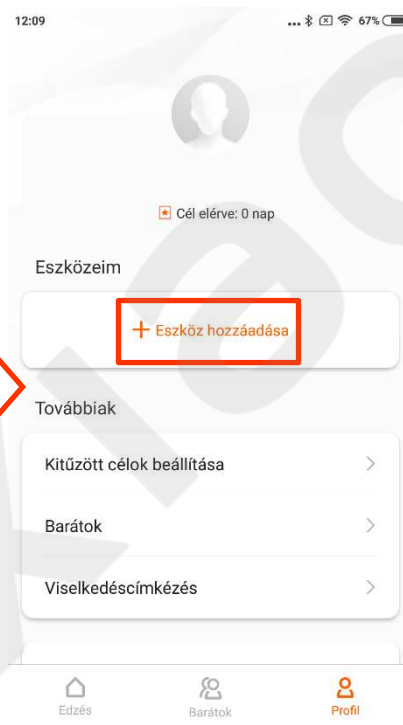 12:09
67%
Cél elérve: 0 nap
Eszközeim
Eszköz hozzáadása
Továbbiak
Kitűzött célok beállítása
Barátok
Viselkedéscímkézés
Edzés
Barátok
Profil